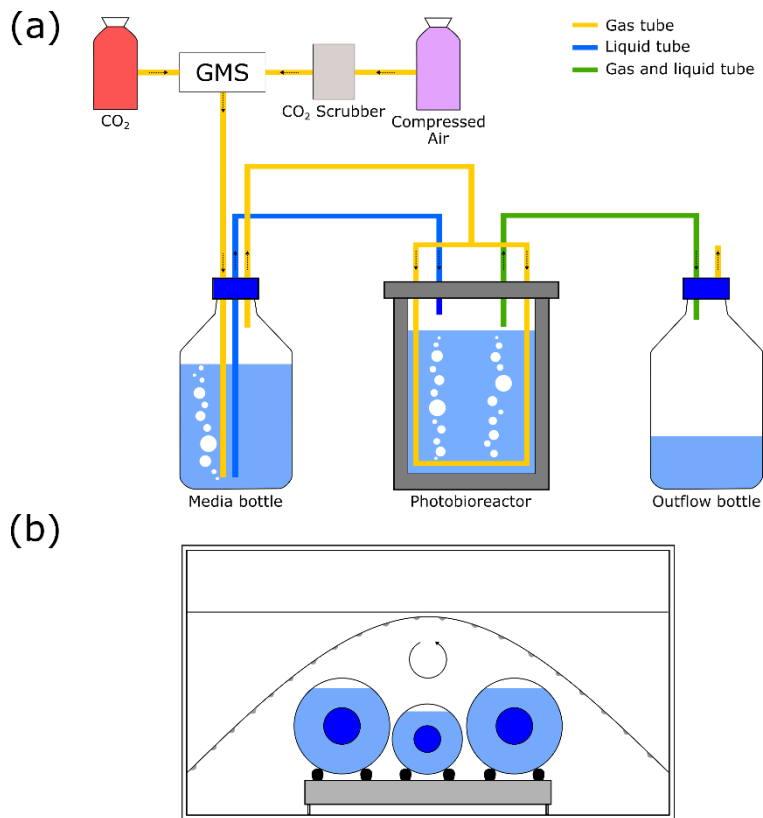 (a)
Gas tube
Liquid tube
Gas and liquid tube
GMS
CO₂
CO₂ Scrubber
Compressed
Air
Media bottle
Photobioreactor
Outflow bottle
(b)